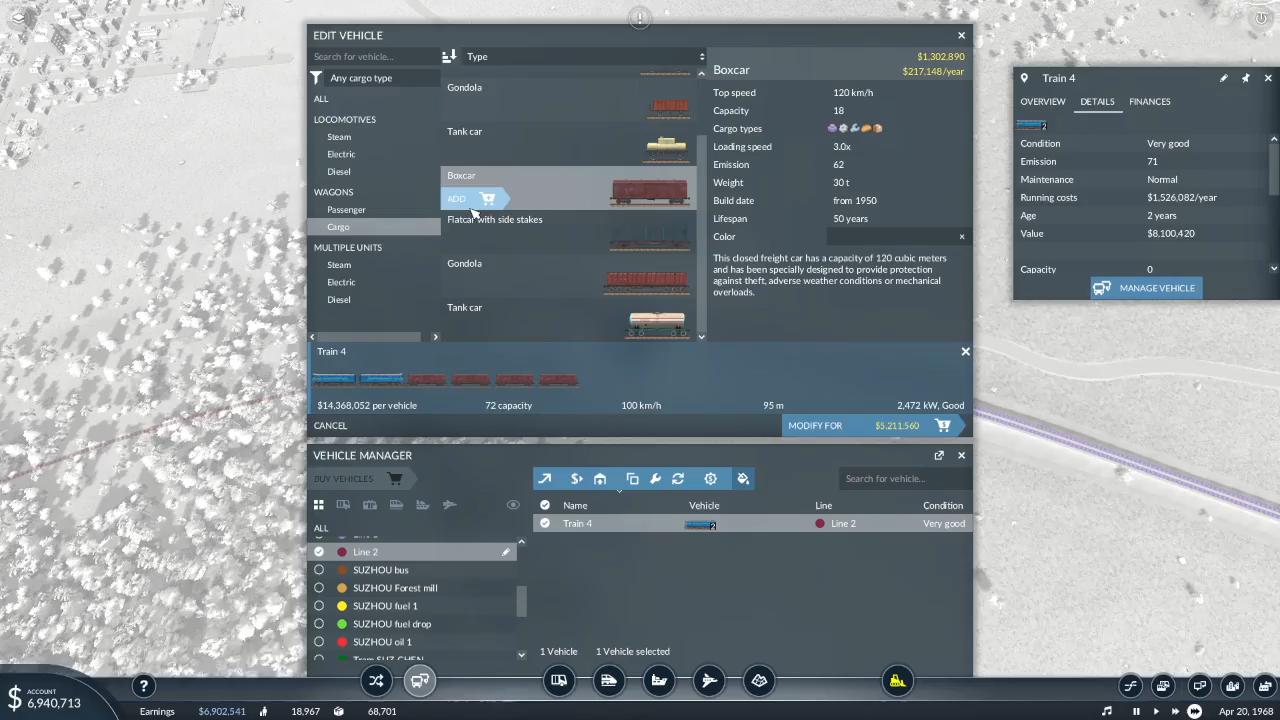 EDIT VEHICLE
Search for vehicle...
Type
Any cargo type
ALL
LOCOMOTIVES
Steam
Electric
Diesel
WAGONS
Passenger
Cargo
MULTIPLE UNITS
Steam
Electric
Diesel
Gondola
Tank car
Boxcar
ADD
Flatcar with side stakes
Gondola
Tank car
$1,302,890
Boxcar
$217,148/year
Top speed 120 km/h
Capacity 18
Cargo types
Loading speed 3.0x
Emission 62
Weight 30 t
Build date from 1950
Lifespan 50 years
Color
This closed freight car has a capacity of 120 cubic meters
and has been specially designed to provide protection
against theft, adverse weather conditions or mechanical
overloads.
Train 4
$14,368,052 per vehicle 72 capacity 100 km/h 95 m 2,472 kW, Good
CANCEL
MODIFY FOR $5,211,560
Train 4
OVERVIEW DETAILS FINANCES
2
Condition Very good
Emission 71
Maintenance Normal
Running costs $1,526,082/year
Age 2 years
Value $8,100,420
Capacity 0
MANAGE VEHICLE
VEHICLE MANAGER
BUY VEHICLES
Search for vehicle...
ALL
Line 2
SUZHOU bus
SUZHOU Forest mill
SUZHOU fuel 1
SUZHOU fuel drop
SUZHOU oil 1
Tram SUZ CHEN
Name Vehicle Line Condition
Train 4 2 Line 2 Very good
1 Vehicle 1 Vehicle selected
$ ACCOUNT
6,940,713
?
Earnings $6,902,541 18,967 68,701
Apr 20, 1968